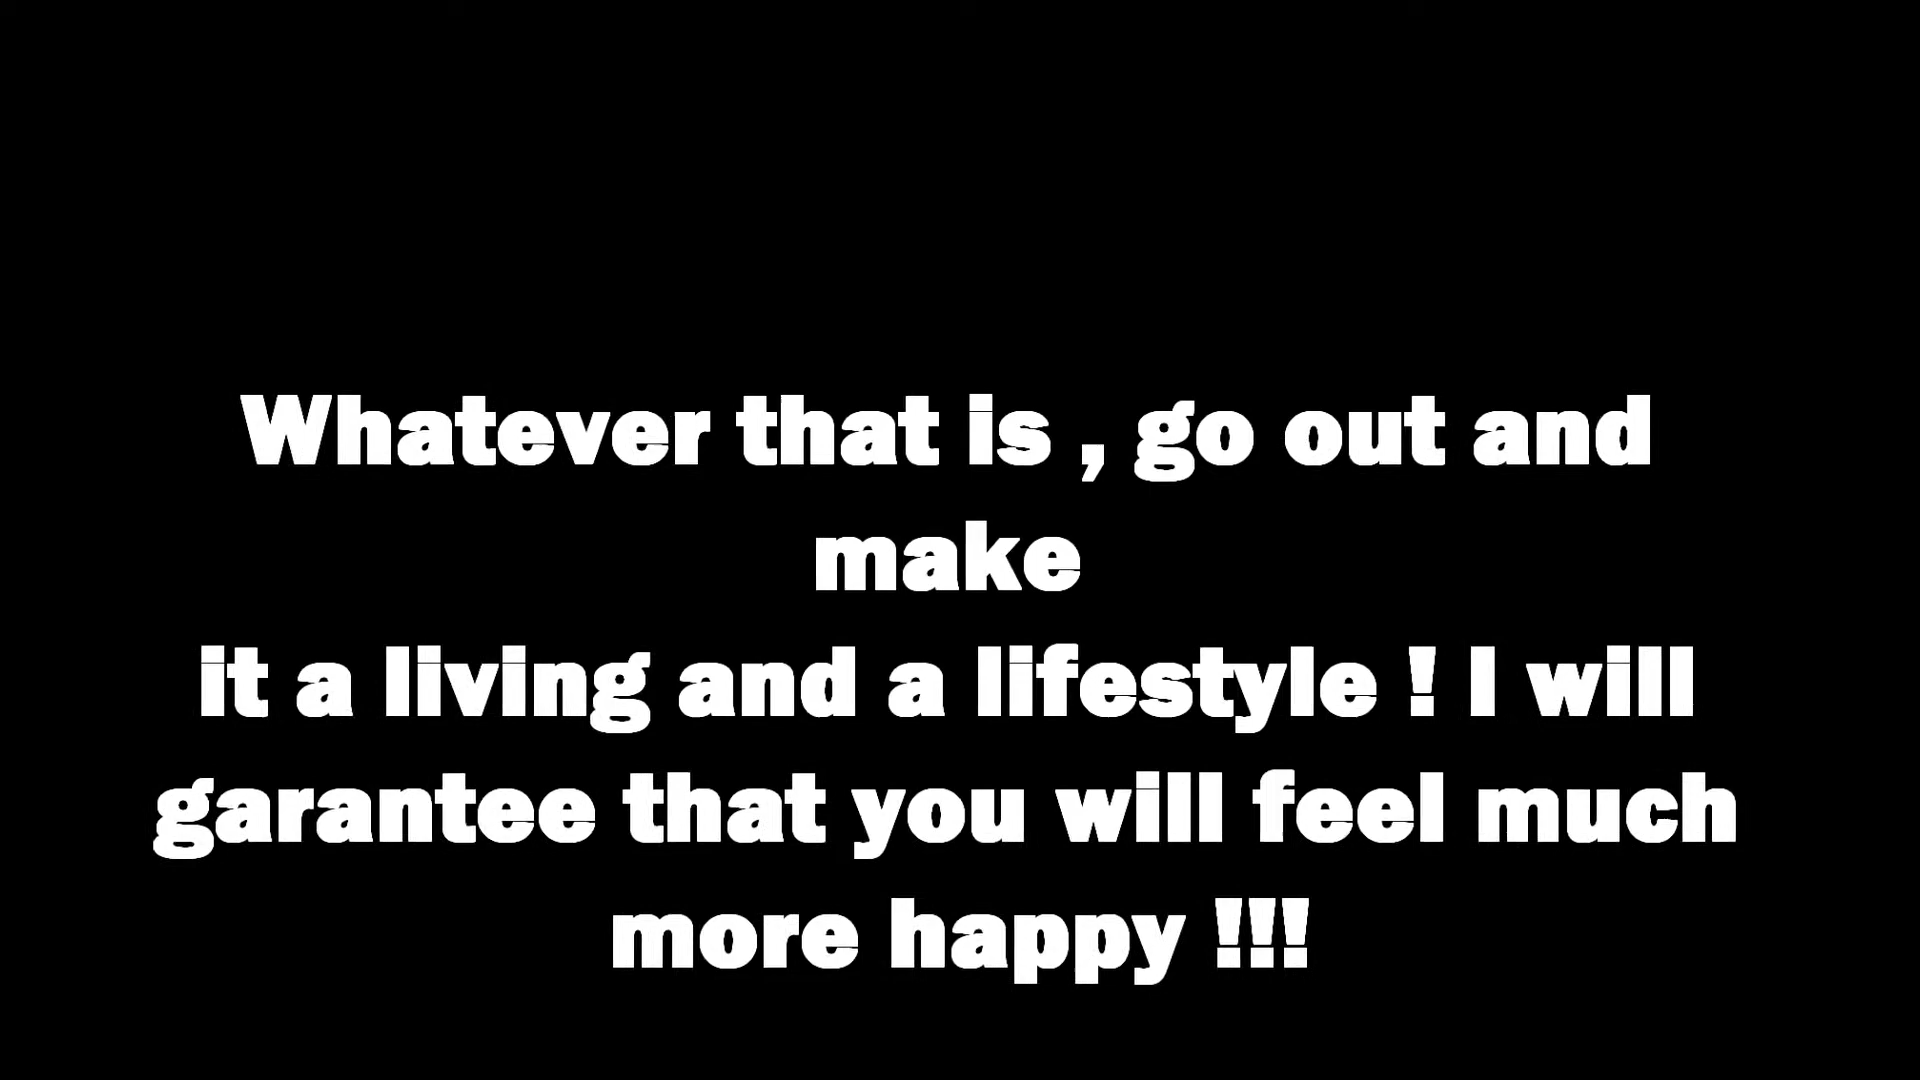 Whatever that is , go out and
make
it a living and a lifestyle ! I will
garantee that you will feel much
more happy !!!